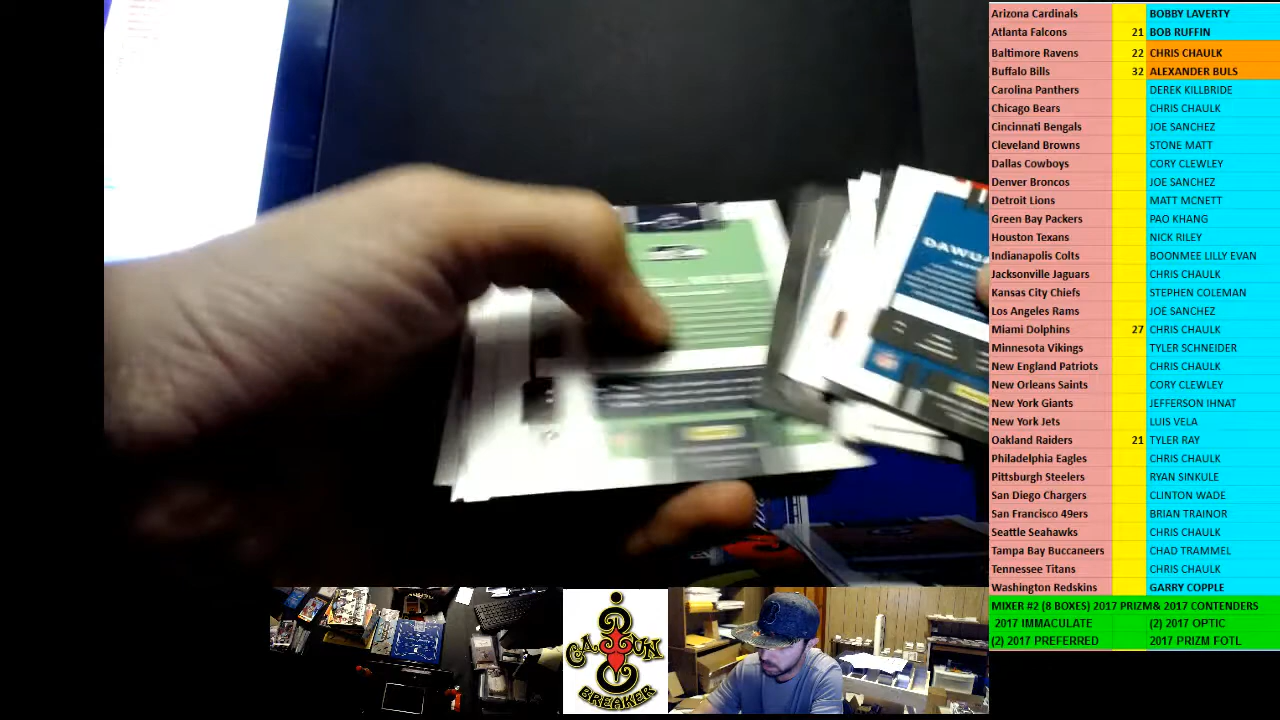 Arizona Cardinals BOBBY LAVERTY
Atlanta Falcons 21 BOB RUFFIN
Baltimore Ravens 22 CHRIS CHAULK
Buffalo Bills 32 ALEXANDER BULS
Carolina Panthers DEREK KILLBRIDE
Chicago Bears CHRIS CHAULK
Cincinnati Bengals JOE SANCHEZ
Cleveland Browns STONE MATT
Dallas Cowboys CORY CLEWLEY
Denver Broncos JOE SANCHEZ
Detroit Lions MATT MCNETT
Green Bay Packers PAO KHANG
Houston Texans NICK RILEY
Indianapolis Colts BOONMEE LILLY EVAN
Jacksonville Jaguars CHRIS CHAULK
Kansas City Chiefs STEPHEN COLEMAN
Los Angeles Rams JOE SANCHEZ
Miami Dolphins 27 CHRIS CHAULK
Minnesota Vikings TYLER SCHNEIDER
New England Patriots CHRIS CHAULK
New Orleans Saints CORY CLEWLEY
New York Giants JEFFERSON IHNAT
New York Jets LUIS VELA
Oakland Raiders 21 TYLER RAY
Philadelphia Eagles CHRIS CHAULK
Pittsburgh Steelers RYAN SINKULE
San Diego Chargers CLINTON WADE
San Francisco 49ers BRIAN TRAINOR
Seattle Seahawks CHRIS CHAULK
Tampa Bay Buccaneers CHAD TRAMMEL
Tennessee Titans CHRIS CHAULK
Washington Redskins GARRY COPPLE
MIXER #2 (8 BOXES) 2017 PRIZM& 2017 CONTENDERS
2017 IMMACULATE (2) 2017 OPTIC
(2) 2017 PREFERRED 2017 PRIZM FOTL
DAWU
CAJUN
BREAKER